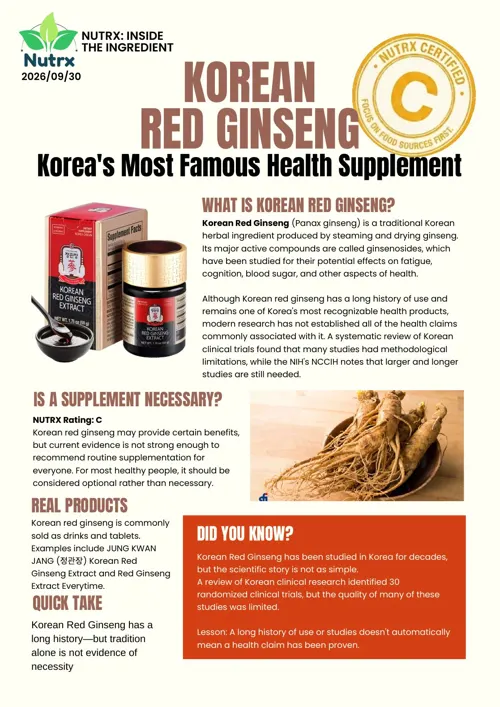 Nutrx
NUTRX: INSIDE
THE INGREDIENT
2026/09/30
KOREAN
RED GINSENG
Korea's Most Famous Health Supplement
NUTRX CERTIFIED
C
FOCUS ON FOOD SOURCES FIRST.
WHAT IS KOREAN RED GINSENG?
Korean Red Ginseng (Panax ginseng) is a traditional Korean
herbal ingredient produced by steaming and drying ginseng.
Its major active compounds are called ginsenosides, which
have been studied for their potential effects on fatigue,
cognition, blood sugar, and other aspects of health.
Although Korean red ginseng has a long history of use and
remains one of Korea's most recognizable health products,
modern research has not established all of the health claims
commonly associated with it. A systematic review of Korean
clinical trials found that many studies had methodological
limitations, while the NIH's NCCIH notes that larger and longer
studies are still needed.
Supplement Facts
KOREAN
RED GINSENG
EXTRACT
NET WT. 1.76 oz (50 g)
KOREAN
RED GINSENG
EXTRACT
IS A SUPPLEMENT NECESSARY?
NUTRX Rating: C
Korean red ginseng may provide certain benefits,
but current evidence is not strong enough to
recommend routine supplementation for
everyone. For most healthy people, it should be
considered optional rather than necessary.
REAL PRODUCTS
Korean red ginseng is commonly
sold as drinks and tablets.
Examples include JUNG KWAN
JANG (정관장) Korean Red
Ginseng Extract and Red Ginseng
Extract Everytime.
QUICK TAKE
Korean Red Ginseng has a
long history—but tradition
alone is not evidence of
necessity
DID YOU KNOW?
Korean Red Ginseng has been studied in Korea for decades,
but the scientific story is not as simple.
A review of Korean clinical research identified 30
randomized clinical trials, but the quality of many of these
studies was limited.
Lesson: A long history of use or studies doesn't automatically
mean a health claim has been proven.